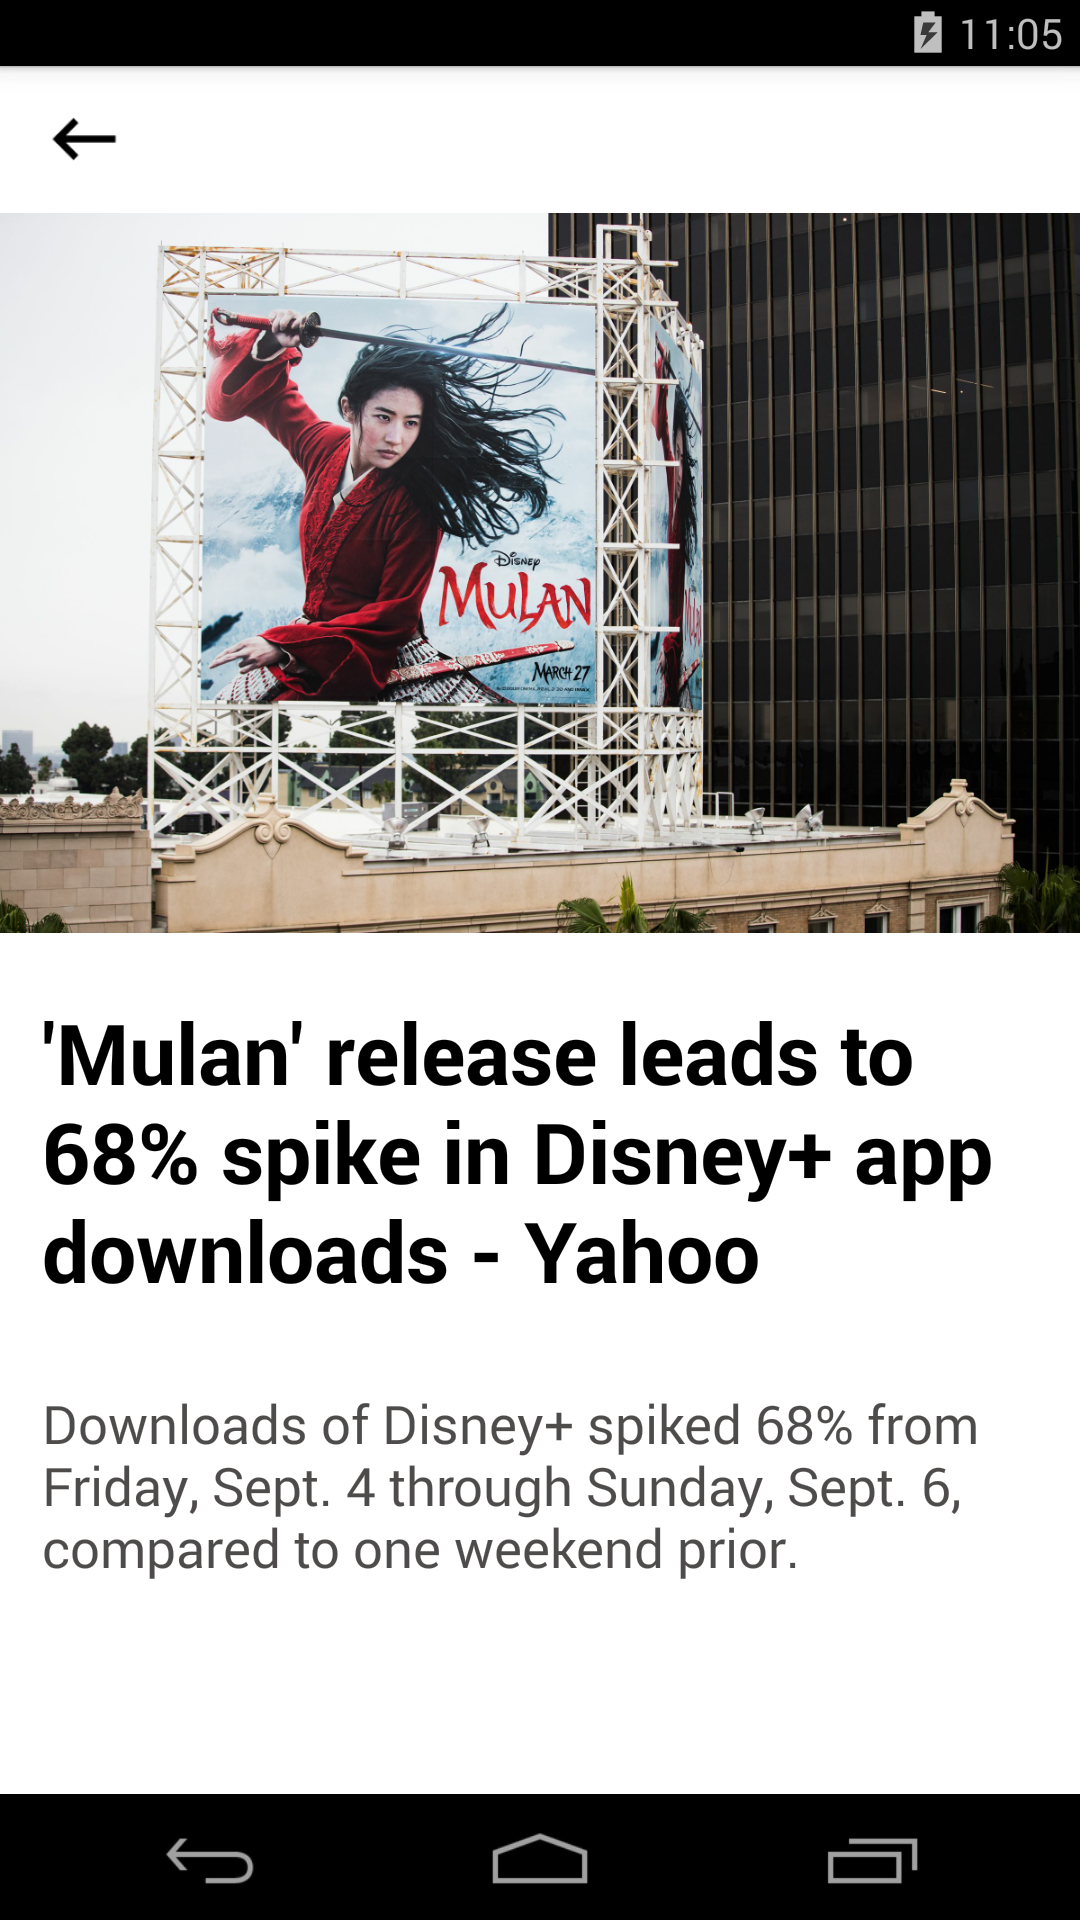 11:05
Disney
MULAN
MARCH 27
'Mulan' release leads to
68% spike in Disney+ app
downloads - Yahoo
Downloads of Disney+ spiked 68% from
Friday, Sept. 4 through Sunday, Sept. 6,
compared to one weekend prior.